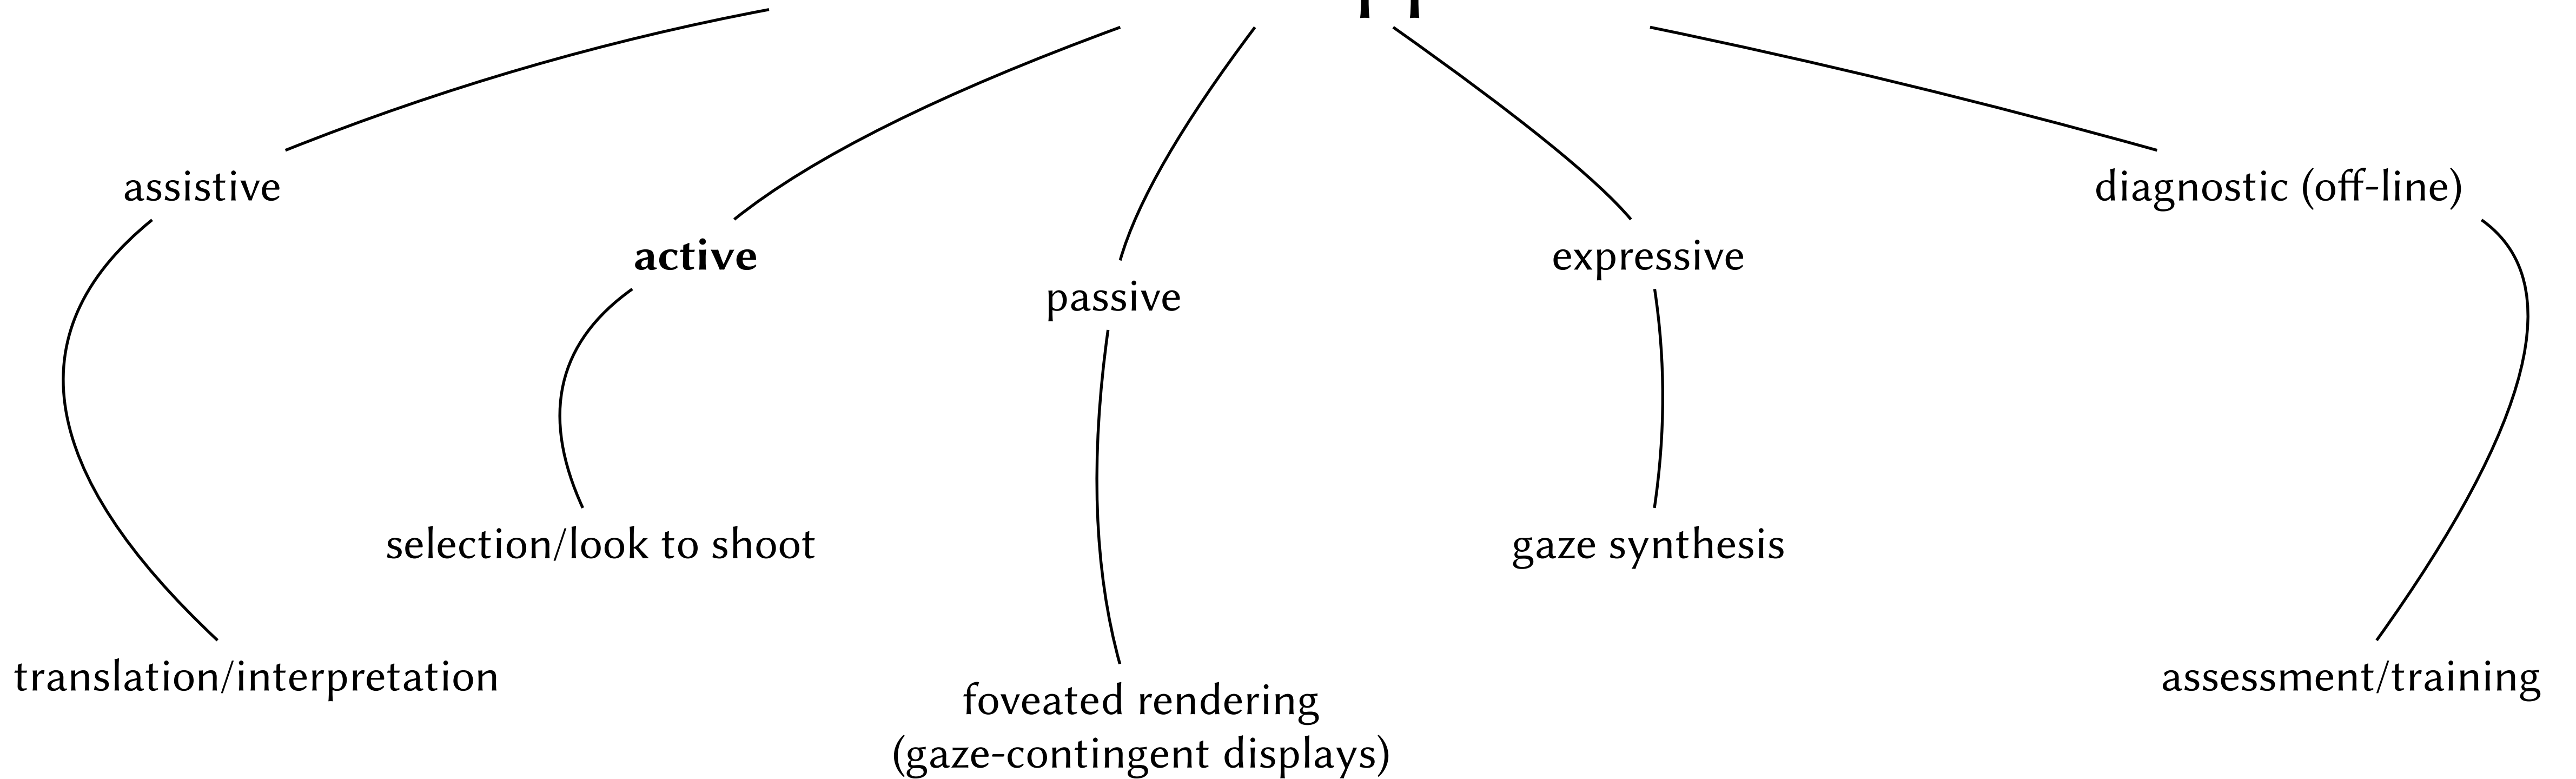 assistive
diagnostic (off-line)
active
expressive
passive
selection/look to shoot
gaze synthesis
translation/interpretation
assessment/training
foveated rendering
(gaze-contingent displays)